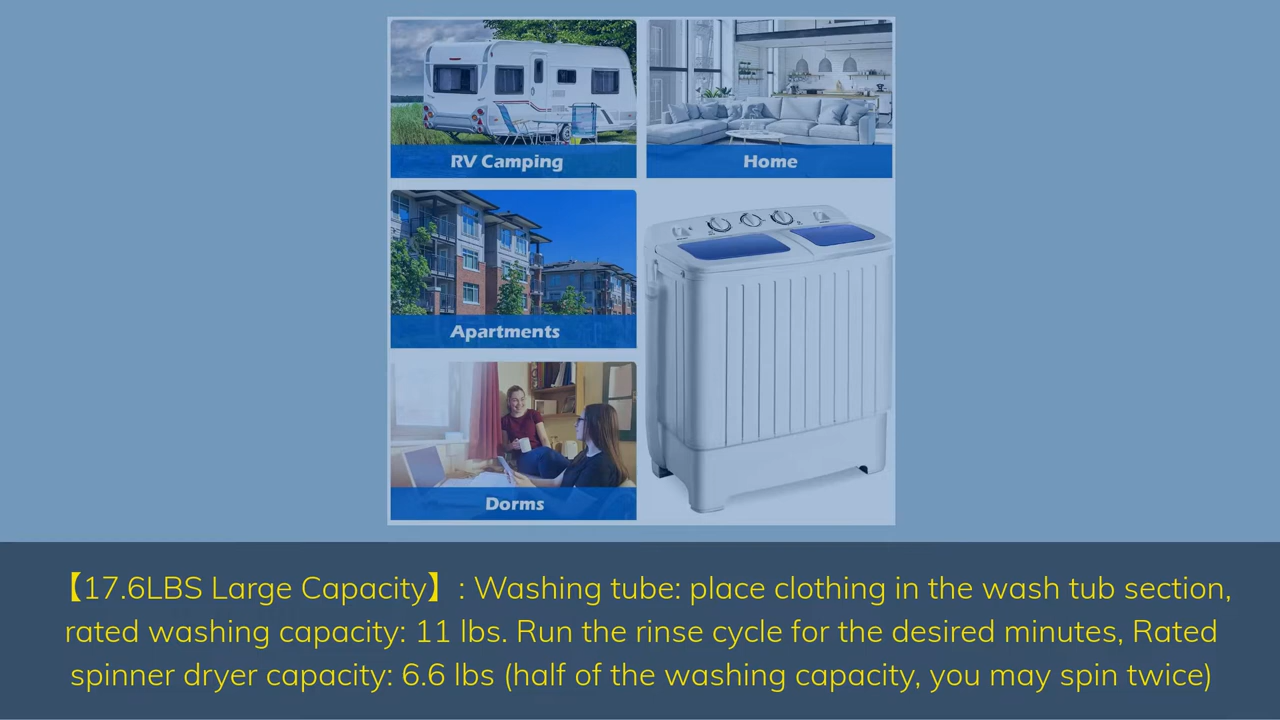 RV Camping
Home
Apartments
Dorms
【17.6LBS Large Capacity】 : Washing tube: place clothing in the wash tub section,
rated washing capacity: 11 lbs. Run the rinse cycle for the desired minutes, Rated
spinner dryer capacity: 6.6 lbs (half of the washing capacity, you may spin twice)